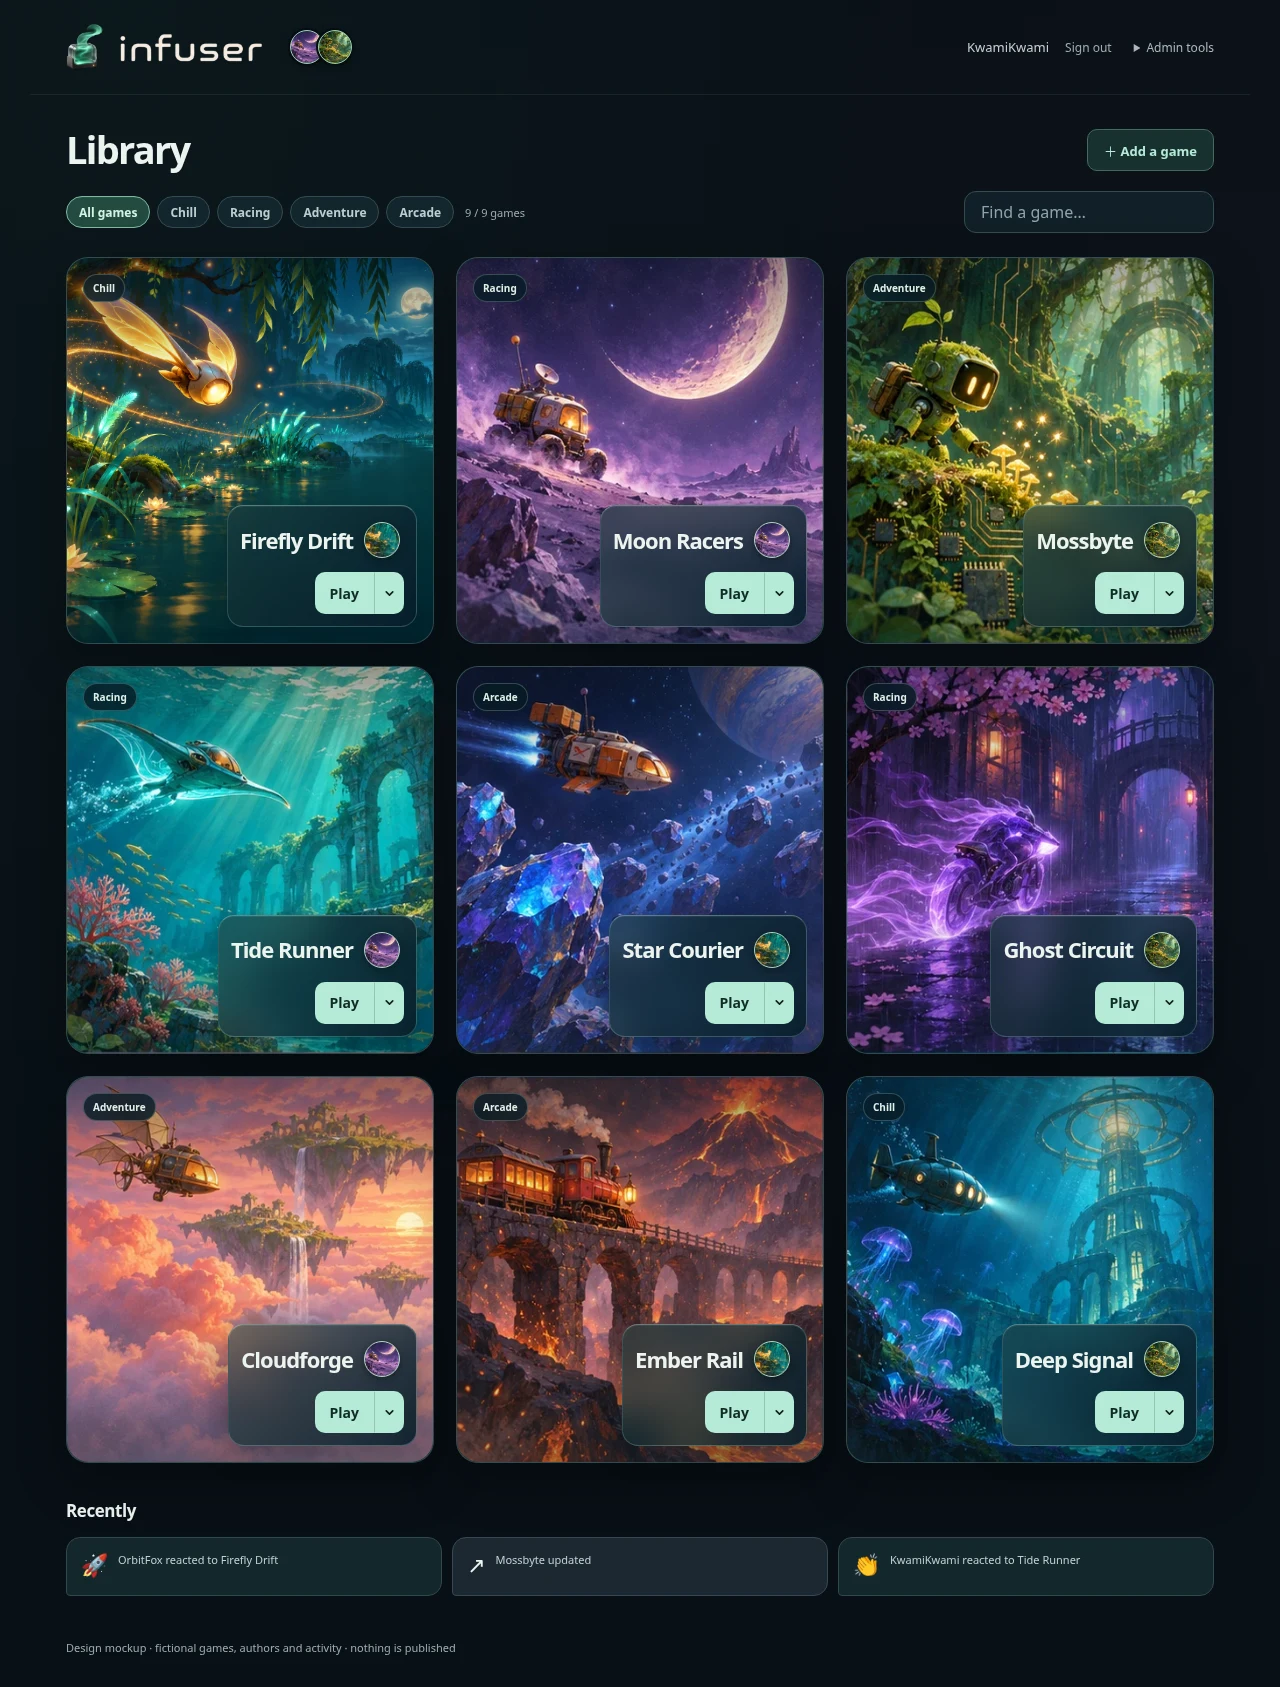 infuser
KwamiKwami Sign out ▶ Admin tools
Library
+ Add a game
All games Chill Racing Adventure Arcade 9 / 9 games
Find a game...
Chill
Firefly Drift
Play
Racing
Moon Racers
Play
Adventure
Mossbyte
Play
Racing
Tide Runner
Play
Arcade
Star Courier
Play
Racing
Ghost Circuit
Play
Adventure
Cloudforge
Play
Arcade
Ember Rail
Play
Chill
Deep Signal
Play
Recently
🚀 OrbitFox reacted to Firefly Drift
↗ Mossbyte updated
👏 KwamiKwami reacted to Tide Runner
Design mockup · fictional games, authors and activity · nothing is published